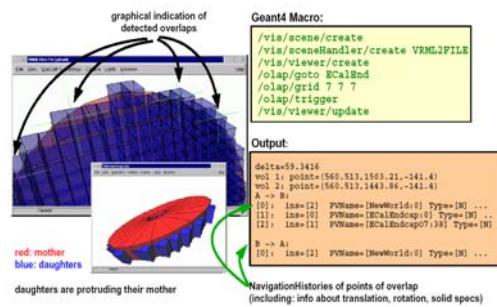 graphical indication of
detected overlaps
Geant4 Macro:
/vis/scene/create
/vis/sceneHandler/create VRML2FILE
/vis/viewer/create
/olap/goto ECalEnd
/olap/grid 7 7 7
/olap/trigger
/vis/viewer/update
Output:
delta=59.3416
vol 1: point=(560.513,1503.21,-141.4)
vol 2: point=(560.513,1443.86,-141.4)
A -> B:
[0]: ins=[2] PVName=[NewWorld:0] Type=[N] ...
[1]: ins=[0] PVName=[ECalEndcap:0] Type=[N] ..
[2]: ins=[1] PVName=[ECalEndcap07:38] Type=[N]
B -> A:
[0]: ins=[2] PVName=[NewWorld:0] Type=[N] ...
red: mother
blue: daughters
daughters are protruding their mother
NavigationHistories of points of overlap
(including: info about translation, rotation, solid specs)